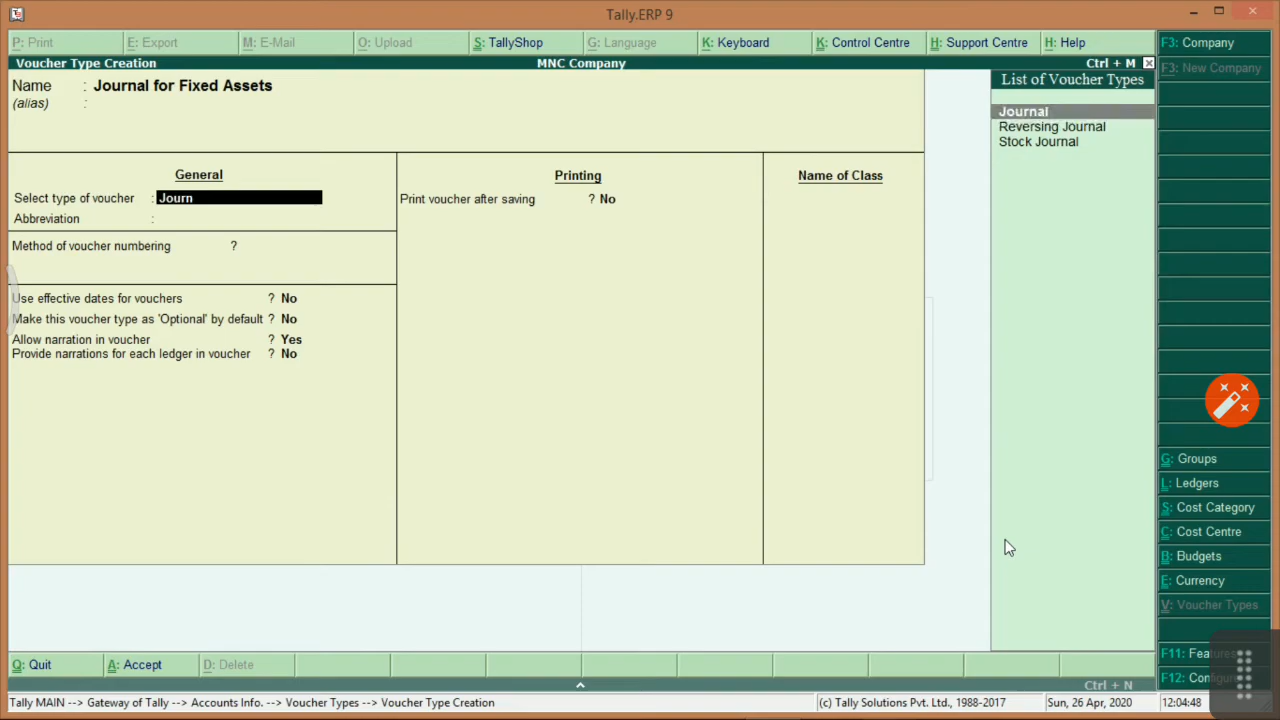 Tally.ERP 9
P: Print
E: Export
M: E-Mail
O: Upload
S: TallyShop
G: Language
K: Keyboard
K: Control Centre
H: Support Centre
H: Help
F3: Company
Voucher Type Creation
MNC Company
Ctrl + M
F3: New Company
Name : Journal for Fixed Assets
(alias) :
List of Voucher Types
Journal
Reversing Journal
Stock Journal
General
Select type of voucher : Journ
Abbreviation :
Method of voucher numbering ?
Use effective dates for vouchers ? No
Make this voucher type as 'Optional' by default ? No
Allow narration in voucher ? Yes
Provide narrations for each ledger in voucher ? No
Printing
Print voucher after saving ? No
Name of Class
G: Groups
L: Ledgers
S: Cost Category
C: Cost Centre
B: Budgets
E: Currency
V: Voucher Types
F11: Features
F12:
Q: Quit
A: Accept
D: Delete
Ctrl + N
Tally MAIN --> Gateway of Tally --> Accounts Info. --> Voucher Types --> Voucher Type Creation
(c) Tally Solutions Pvt. Ltd., 1988-2017
Sun, 26 Apr, 2020
12:04:48